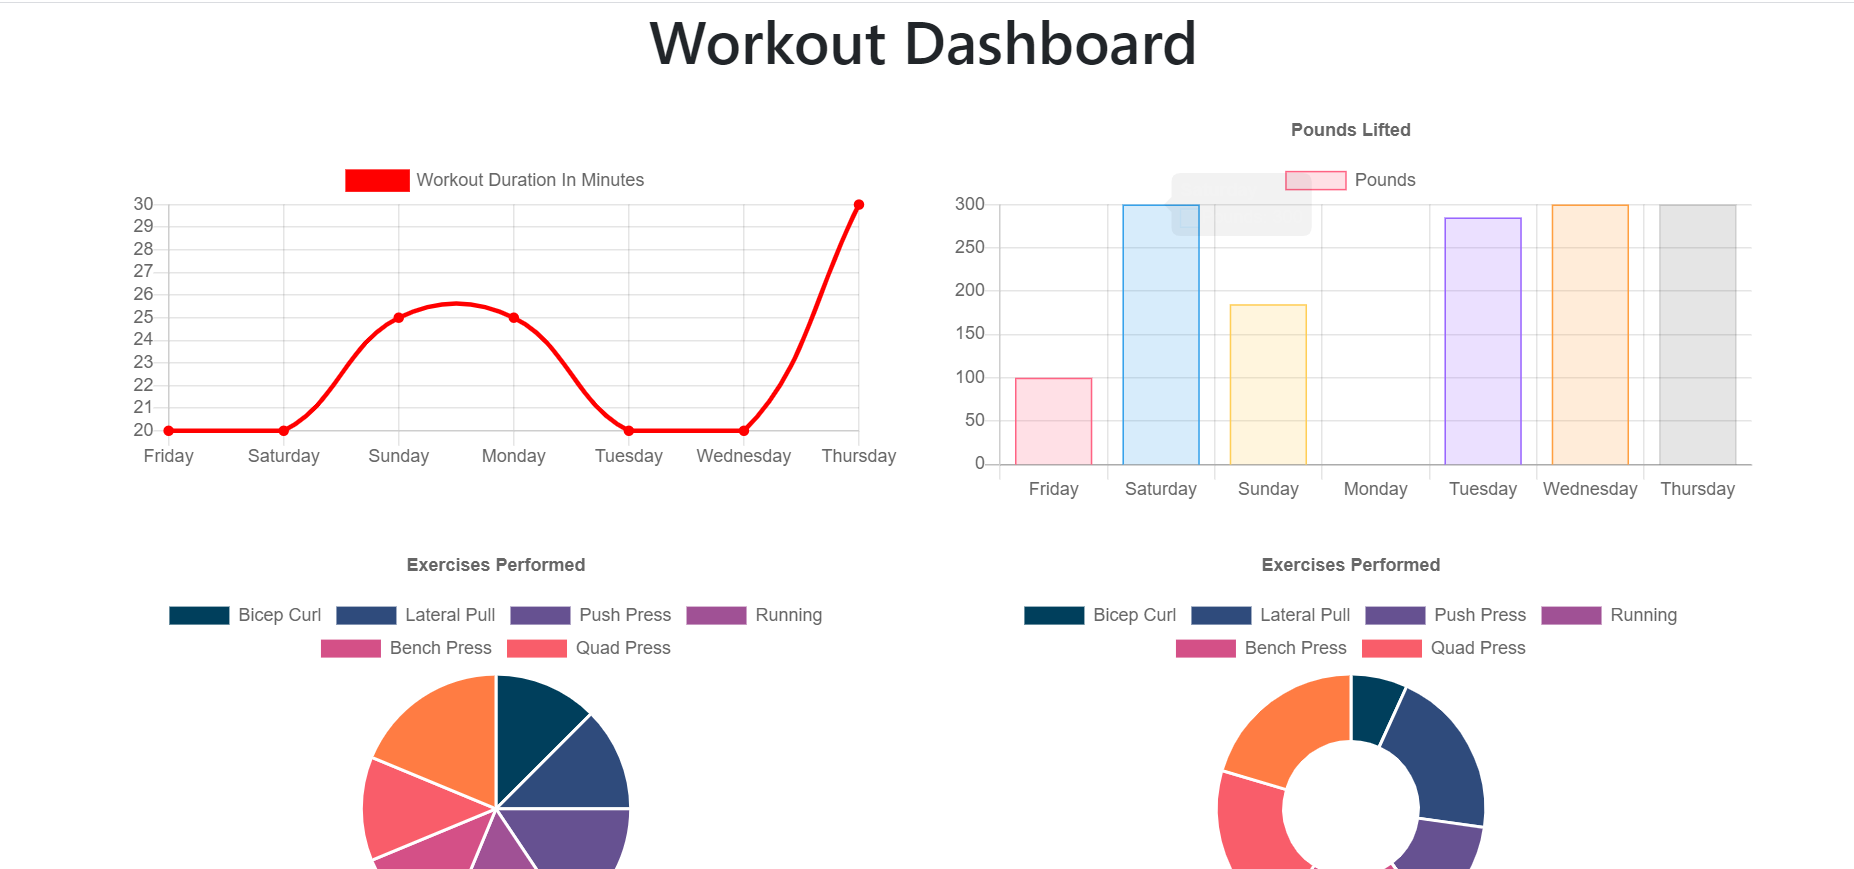 Workout Dashboard
Workout Duration In Minutes
30
29
28
27
26
25
24
23
22
21
20
Friday Saturday Sunday Monday Tuesday Wednesday Thursday
Pounds Lifted
Pounds
300
250
200
150
100
50
0
Friday Saturday Sunday Monday Tuesday Wednesday Thursday
Exercises Performed
Bicep Curl Lateral Pull Push Press Running
Bench Press Quad Press
Exercises Performed
Bicep Curl Lateral Pull Push Press Running
Bench Press Quad Press